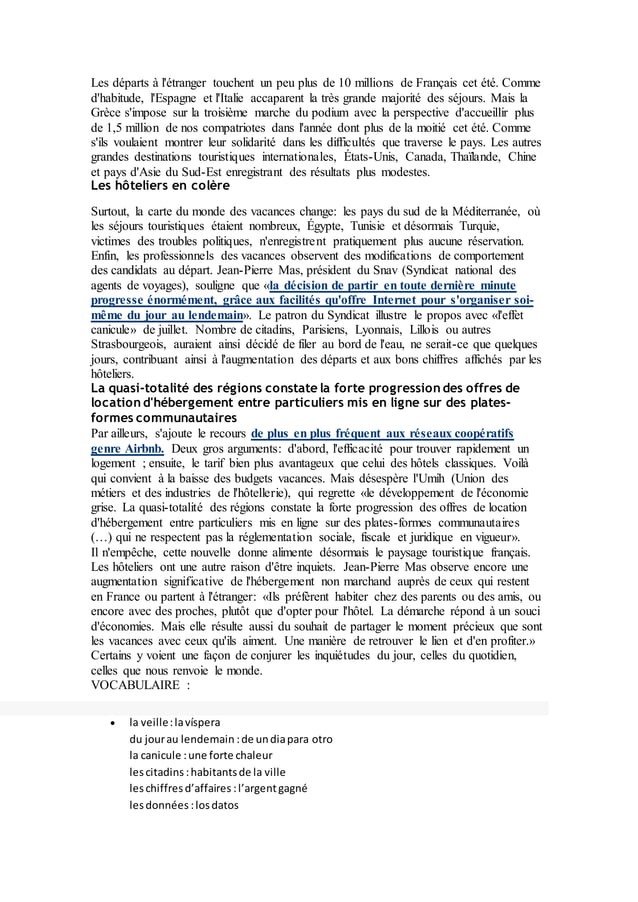 Les départs à l'étranger touchent un peu plus de 10 millions de Français cet été. Comme
d'habitude, l'Espagne et l'Italie accaparent la très grande majorité des séjours. Mais la
Grèce s'impose sur la troisième marche du podium avec la perspective d'accueillir plus
de 1,5 million de nos compatriotes dans l'année dont plus de la moitié cet été. Comme
s'ils voulaient montrer leur solidarité dans les difficultés que traverse le pays. Les autres
grandes destinations touristiques internationales, États-Unis, Canada, Thaïlande, Chine
et pays d'Asie du Sud-Est enregistrant des résultats plus modestes.
Les hôteliers en colère
Surtout, la carte du monde des vacances change: les pays du sud de la Méditerranée, où
les séjours touristiques étaient nombreux, Égypte, Tunisie et désormais Turquie,
victimes des troubles politiques, n'enregistrent pratiquement plus aucune réservation.
Enfin, les professionnels des vacances observent des modifications de comportement
des candidats au départ. Jean-Pierre Mas, président du Snav (Syndicat national des
agents de voyages), souligne que «la décision de partir en toute dernière minute
progresse énormément, grâce aux facilités qu'offre Internet pour s'organiser soi-
même du jour au lendemain». Le patron du Syndicat illustre le propos avec «l'effet
canicule» de juillet. Nombre de citadins, Parisiens, Lyonnais, Lillois ou autres
Strasbourgeois, auraient ainsi décidé de filer au bord de l'eau, ne serait-ce que quelques
jours, contribuant ainsi à l'augmentation des départs et aux bons chiffres affichés par les
hôteliers.
La quasi-totalité des régions constate la forte progression des offres de
location d'hébergement entre particuliers mis en ligne sur des plates-
formes communautaires
Par ailleurs, s'ajoute le recours de plus en plus fréquent aux réseaux coopératifs
genre Airbnb. Deux gros arguments: d'abord, l'efficacité pour trouver rapidement un
logement ; ensuite, le tarif bien plus avantageux que celui des hôtels classiques. Voilà
qui convient à la baisse des budgets vacances. Mais désespère l'Umih (Union des
métiers et des industries de l'hôtellerie), qui regrette «le développement de l'économie
grise. La quasi-totalité des régions constate la forte progression des offres de location
d'hébergement entre particuliers mis en ligne sur des plates-formes communautaires
(…) qui ne respectent pas la réglementation sociale, fiscale et juridique en vigueur».
Il n'empêche, cette nouvelle donne alimente désormais le paysage touristique français.
Les hôteliers ont une autre raison d'être inquiets. Jean-Pierre Mas observe encore une
augmentation significative de l'hébergement non marchand auprès de ceux qui restent
en France ou partent à l'étranger: «Ils préfèrent habiter chez des parents ou des amis, ou
encore avec des proches, plutôt que d'opter pour l'hôtel. La démarche répond à un souci
d'économies. Mais elle résulte aussi du souhait de partager le moment précieux que sont
les vacances avec ceux qu'ils aiment. Une manière de retrouver le lien et d'en profiter.»
Certains y voient une façon de conjurer les inquiétudes du jour, celles du quotidien,
celles que nous renvoie le monde.
VOCABULAIRE :
• la veille : la víspera
du jour au lendemain : de un dia para otro
la canicule : une forte chaleur
les citadins : habitants de la ville
les chiffres d'affaires : l'argent gagné
les données : los datos